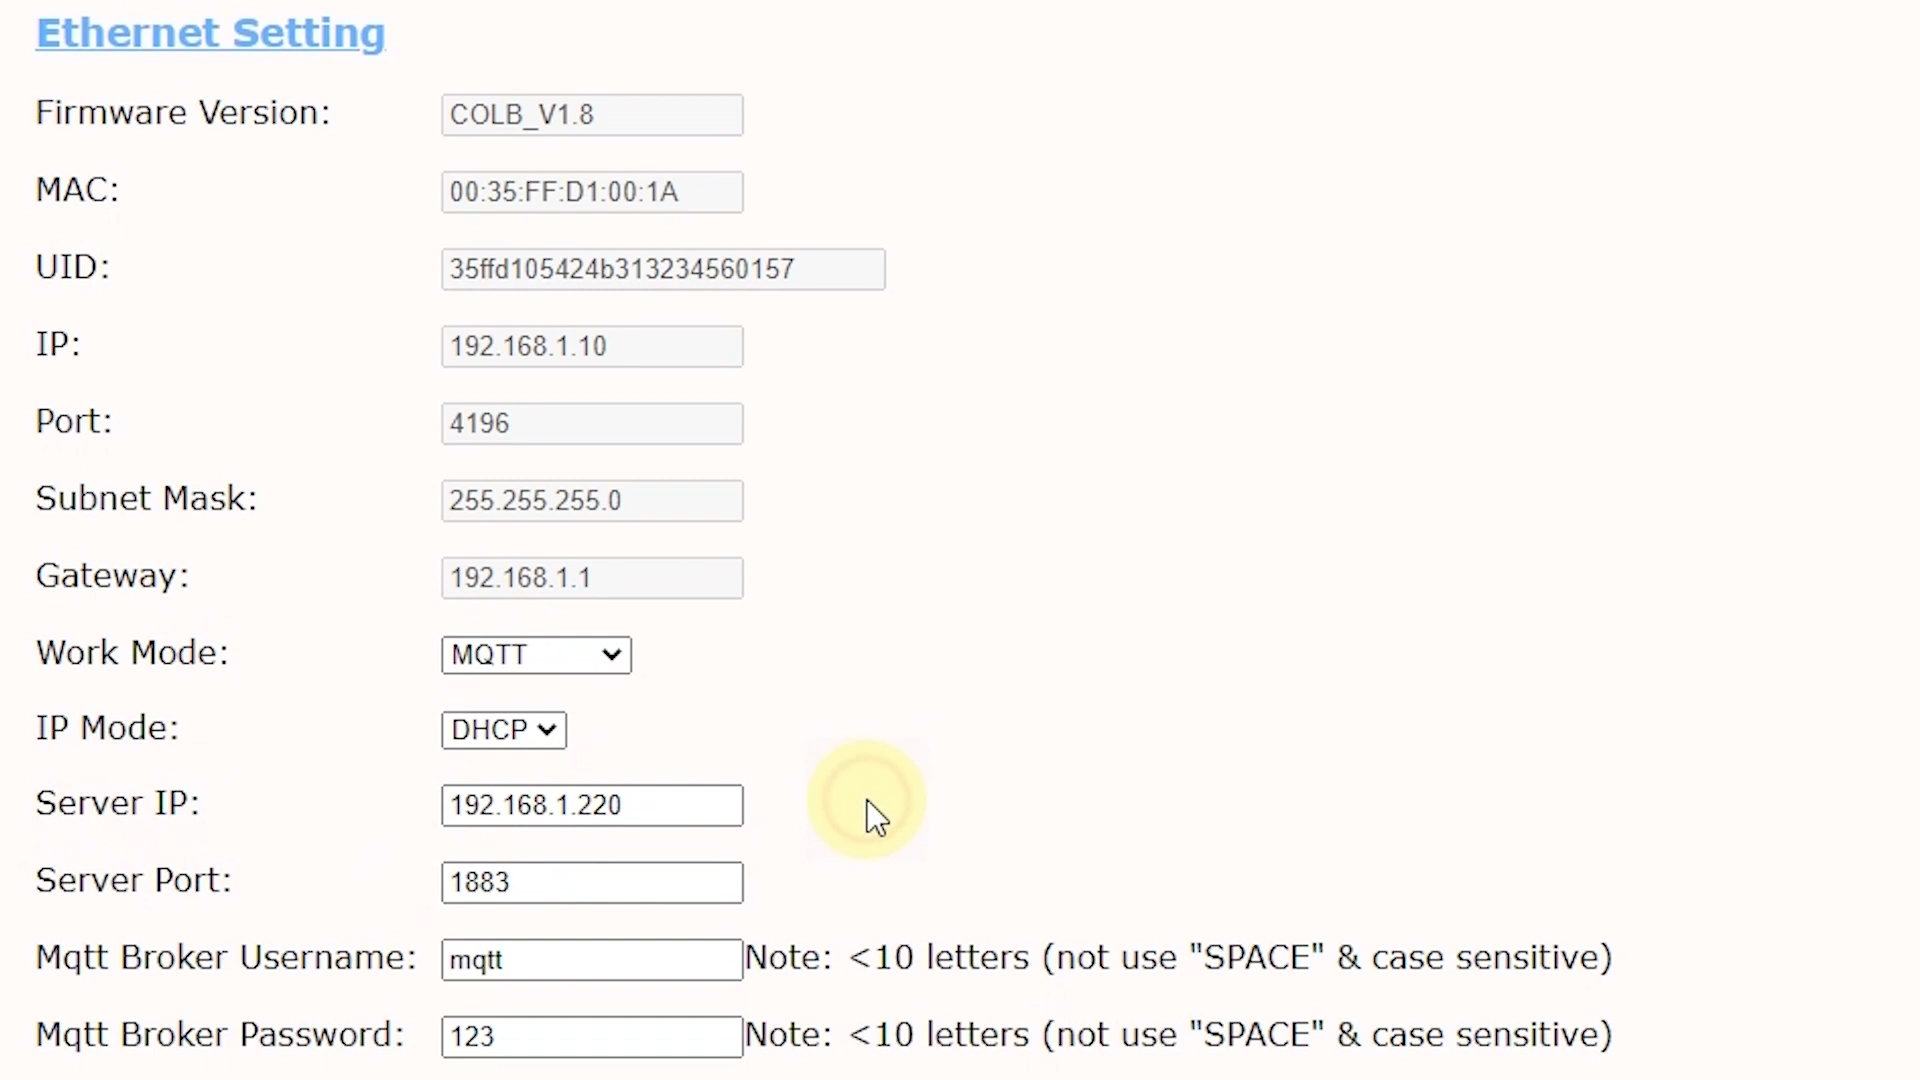 Ethernet Setting
Firmware Version: COLB_V1.8
MAC: 00:35:FF:D1:00:1A
UID: 35ffd105424b313234560157
IP: 192.168.1.10
Port: 4196
Subnet Mask: 255.255.255.0
Gateway: 192.168.1.1
Work Mode: MQTT
IP Mode: DHCP
Server IP: 192.168.1.220
Server Port: 1883
Mqtt Broker Username: mqtt Note: <10 letters (not use "SPACE" & case sensitive)
Mqtt Broker Password: 123 Note: <10 letters (not use "SPACE" & case sensitive)